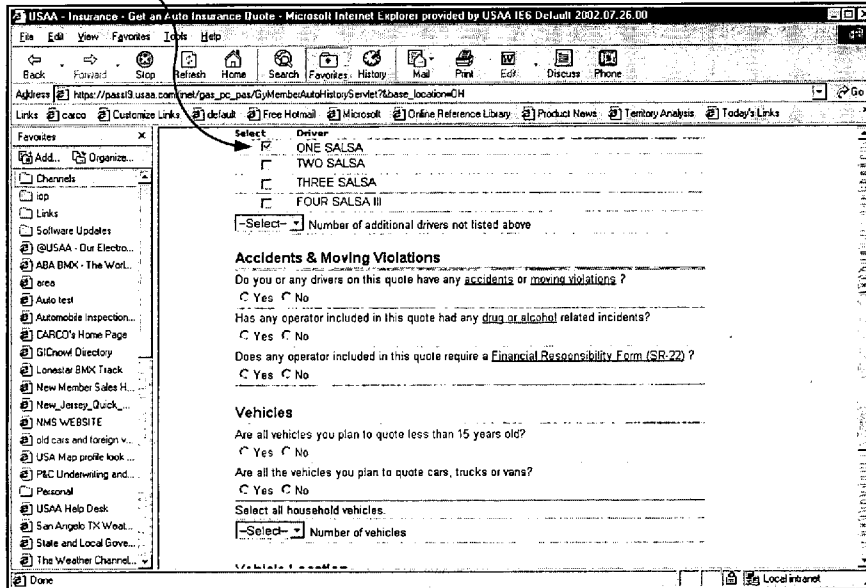 USAA - Insurance - Get an Auto Insurance Quote - Microsoft Internet Explorer provided by USAA IE6 Default 2002.07.26.00
File Edit View Favorites Tools Help
Back Forward Stop Refresh Home Search Favorites History Mail Print Edit Discuss Phone
Address https://pass19.usaa.com/inet/gas_pc_pas/GyMemberAutoHistoryServlet?&base_location=OH Go
Links carco Customize Links default Free Hotmail Microsoft Online Reference Library Product News Territory Analysis Today's Links
Favorites x
Add... Organize...
Channels
iop
Links
Software Updates
@USAA - Our Electro...
ABA BMX - The Worl...
area
Auto test
Automobile Inspection...
CARCO's Home Page
GIChowl Directory
Lonestar BMX Track
New Member Sales H...
New_Jersey_Quick_...
NMS WEBSITE
old cars and foreign v...
USA Map profile look ...
P&C Underwriting and...
Personal
USAA Help Desk
San Angelo TX Weat...
State and Local Gove...
The Weather Channel...
Select Driver
ONE SALSA
TWO SALSA
THREE SALSA
FOUR SALSA III
-Select- Number of additional drivers not listed above
Accidents & Moving Violations
Do you or any drivers on this quote have any accidents or moving violations ?
Yes No
Has any operator included in this quote had any drug or alcohol related incidents?
Yes No
Does any operator included in this quote require a Financial Responsibility Form (SR-22) ?
Yes No
Vehicles
Are all vehicles you plan to quote less than 15 years old?
Yes No
Are all the vehicles you plan to quote cars, trucks or vans?
Yes No
Select all household vehicles.
-Select- Number of vehicles
Vehicle Location
Done Local intranet